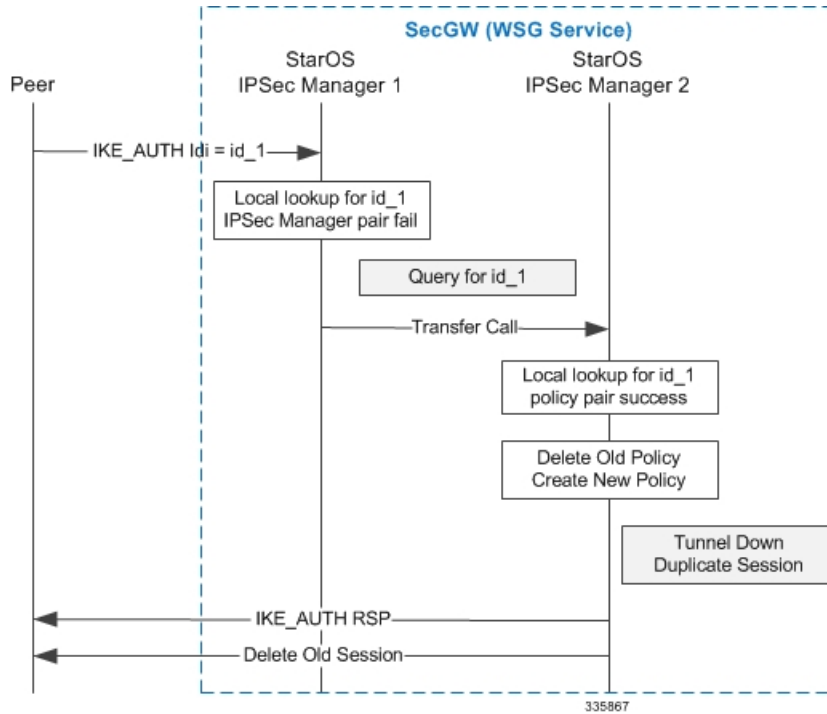 SecGW (WSG Service)
Peer
StarOS
IPSec Manager 1
StarOS
IPSec Manager 2
IKE_AUTH Idi = id_1
Local lookup for id_1
IPSec Manager pair fail
Query for id_1
Transfer Call
Local lookup for id_1
policy pair success
Delete Old Policy
Create New Policy
Tunnel Down
Duplicate Session
IKE_AUTH RSP
Delete Old Session
335867